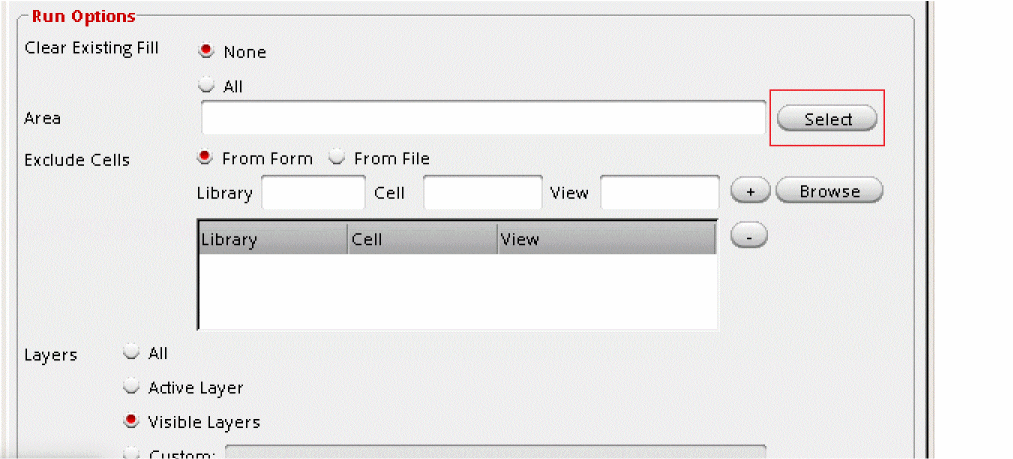 Run Options
Clear Existing Fill None
All
Area Select
Exclude Cells From Form From File
Library Cell View + Browse
Library Cell View -
Layers All
Active Layer
Visible Layers
Custom: